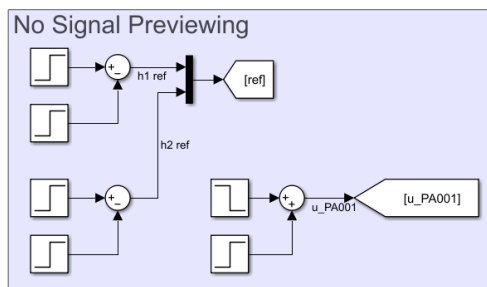 No Signal Previewing
+
−
h1 ref
[ref]
h2 ref
+
−
+
+
u_PA001
[u_PA001]